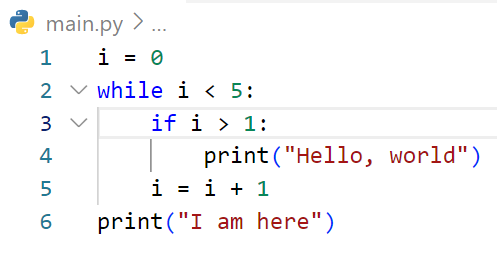 main.py > ...
1 i = 0
2 while i < 5:
3     if i > 1:
4         print("Hello, world")
5     i = i + 1
6 print("I am here")